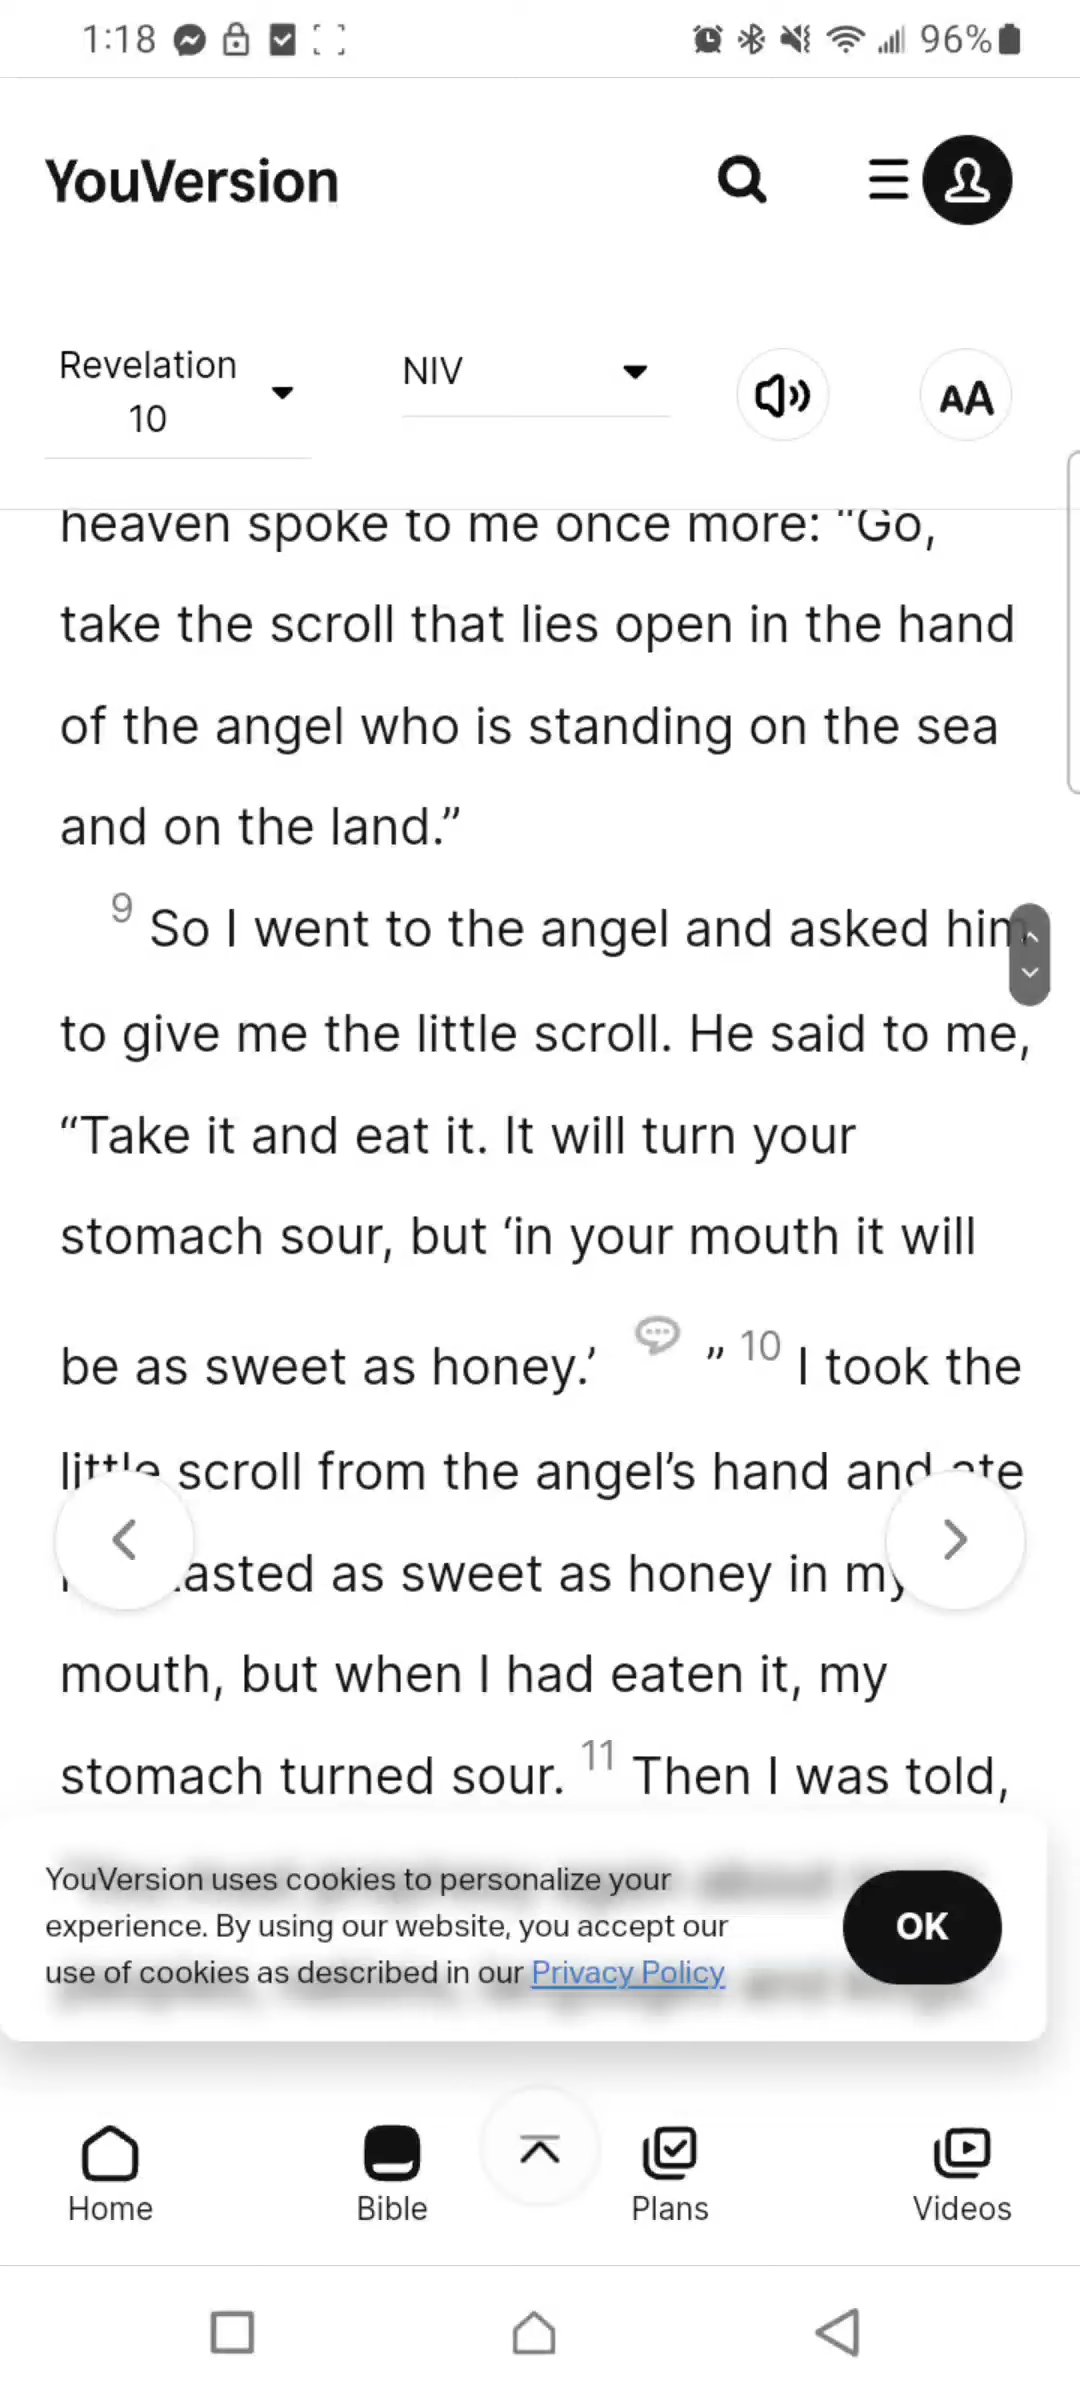 1:18
96%
YouVersion
Revelation
10
NIV
AA
heaven spoke to me once more: “Go,
take the scroll that lies open in the hand
of the angel who is standing on the sea
and on the land.”
9 So I went to the angel and asked him
to give me the little scroll. He said to me,
“Take it and eat it. It will turn your
stomach sour, but ‘in your mouth it will
be as sweet as honey.’ ” 10 I took the
little scroll from the angel’s hand and ate
tasted as sweet as honey in my
mouth, but when I had eaten it, my
stomach turned sour. 11 Then I was told,
YouVersion uses cookies to personalize your
experience. By using our website, you accept our
use of cookies as described in our Privacy Policy
OK
Home
Bible
Plans
Videos